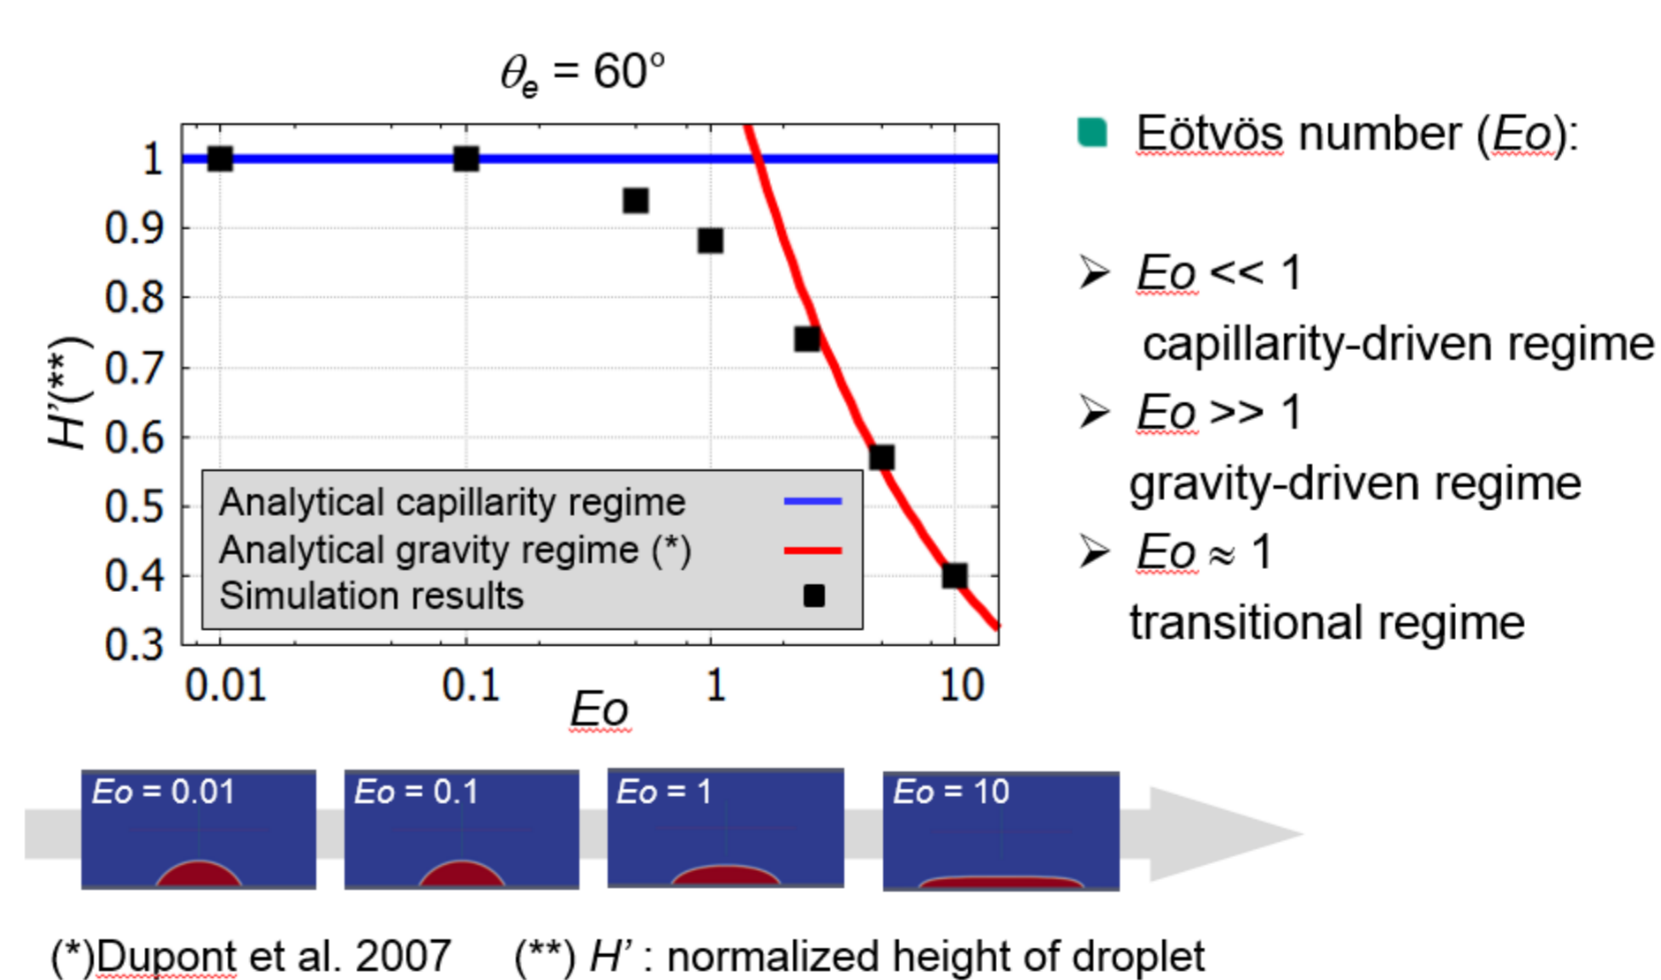 θe = 60°
1
0.9
0.8
0.7
0.6
0.5
0.4
0.3
H'(**)
Analytical capillarity regime
Analytical gravity regime (*)
Simulation results
0.01 0.1 1 10
Eo
Eötvös number (Eo):
Eo << 1
capillarity-driven regime
Eo >> 1
gravity-driven regime
Eo ≈ 1
transitional regime
Eo = 0.01
Eo = 0.1
Eo = 1
Eo = 10
(*)Dupont et al. 2007 (**) H' : normalized height of droplet